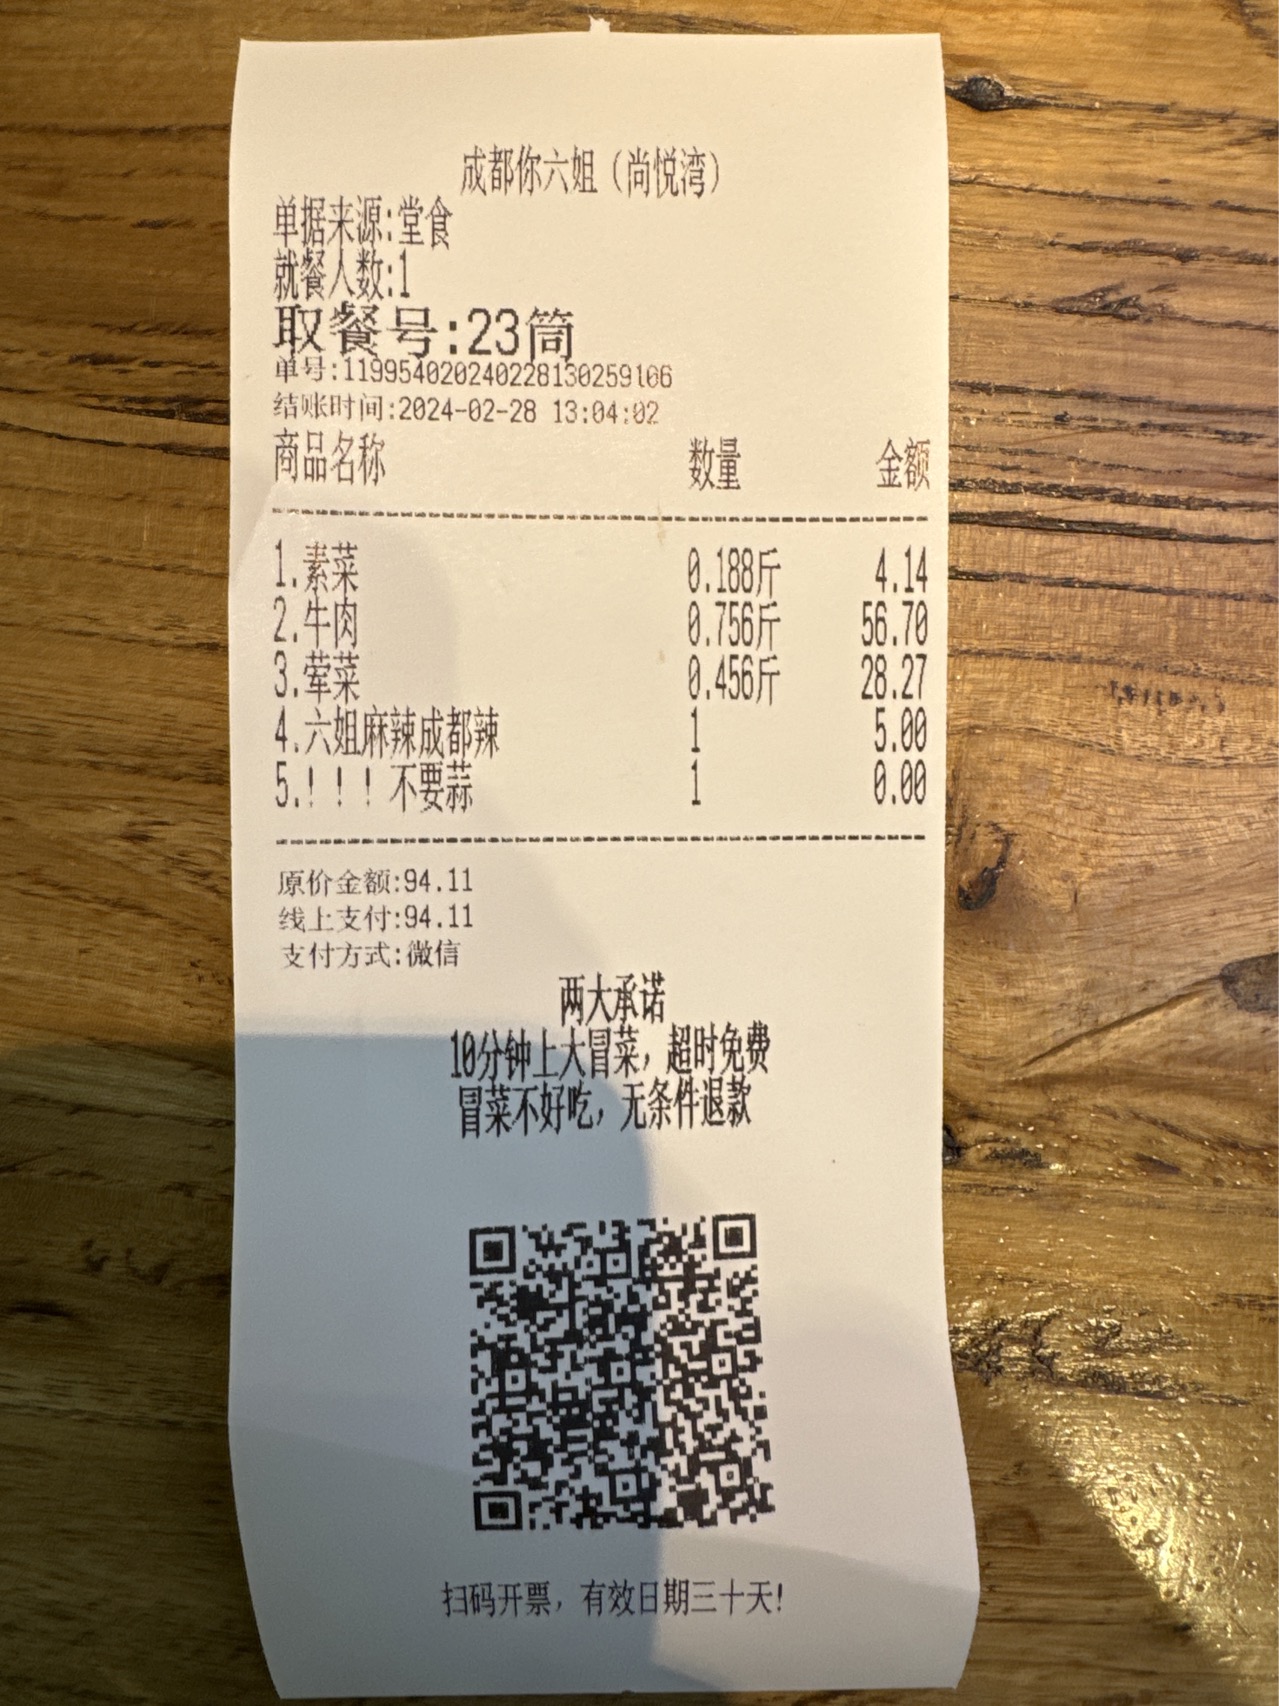 成都你六姐（尚悦湾）
单据来源:堂食
就餐人数:1
取餐号:23筒
单号:119954020240228130259166
结账时间:2024-02-28 13:04:02
商品名称 数量 金额
1.素菜 0.188斤 4.14
2.牛肉 0.756斤 56.70
3.荤菜 0.456斤 28.27
4.六姐麻辣成都辣 1 5.00
5.！！！不要蒜 1 0.00
原价金额:94.11
线上支付:94.11
支付方式:微信
两大承诺
10分钟上大冒菜，超时免费
冒菜不好吃，无条件退款
扫码开票，有效日期三十天!